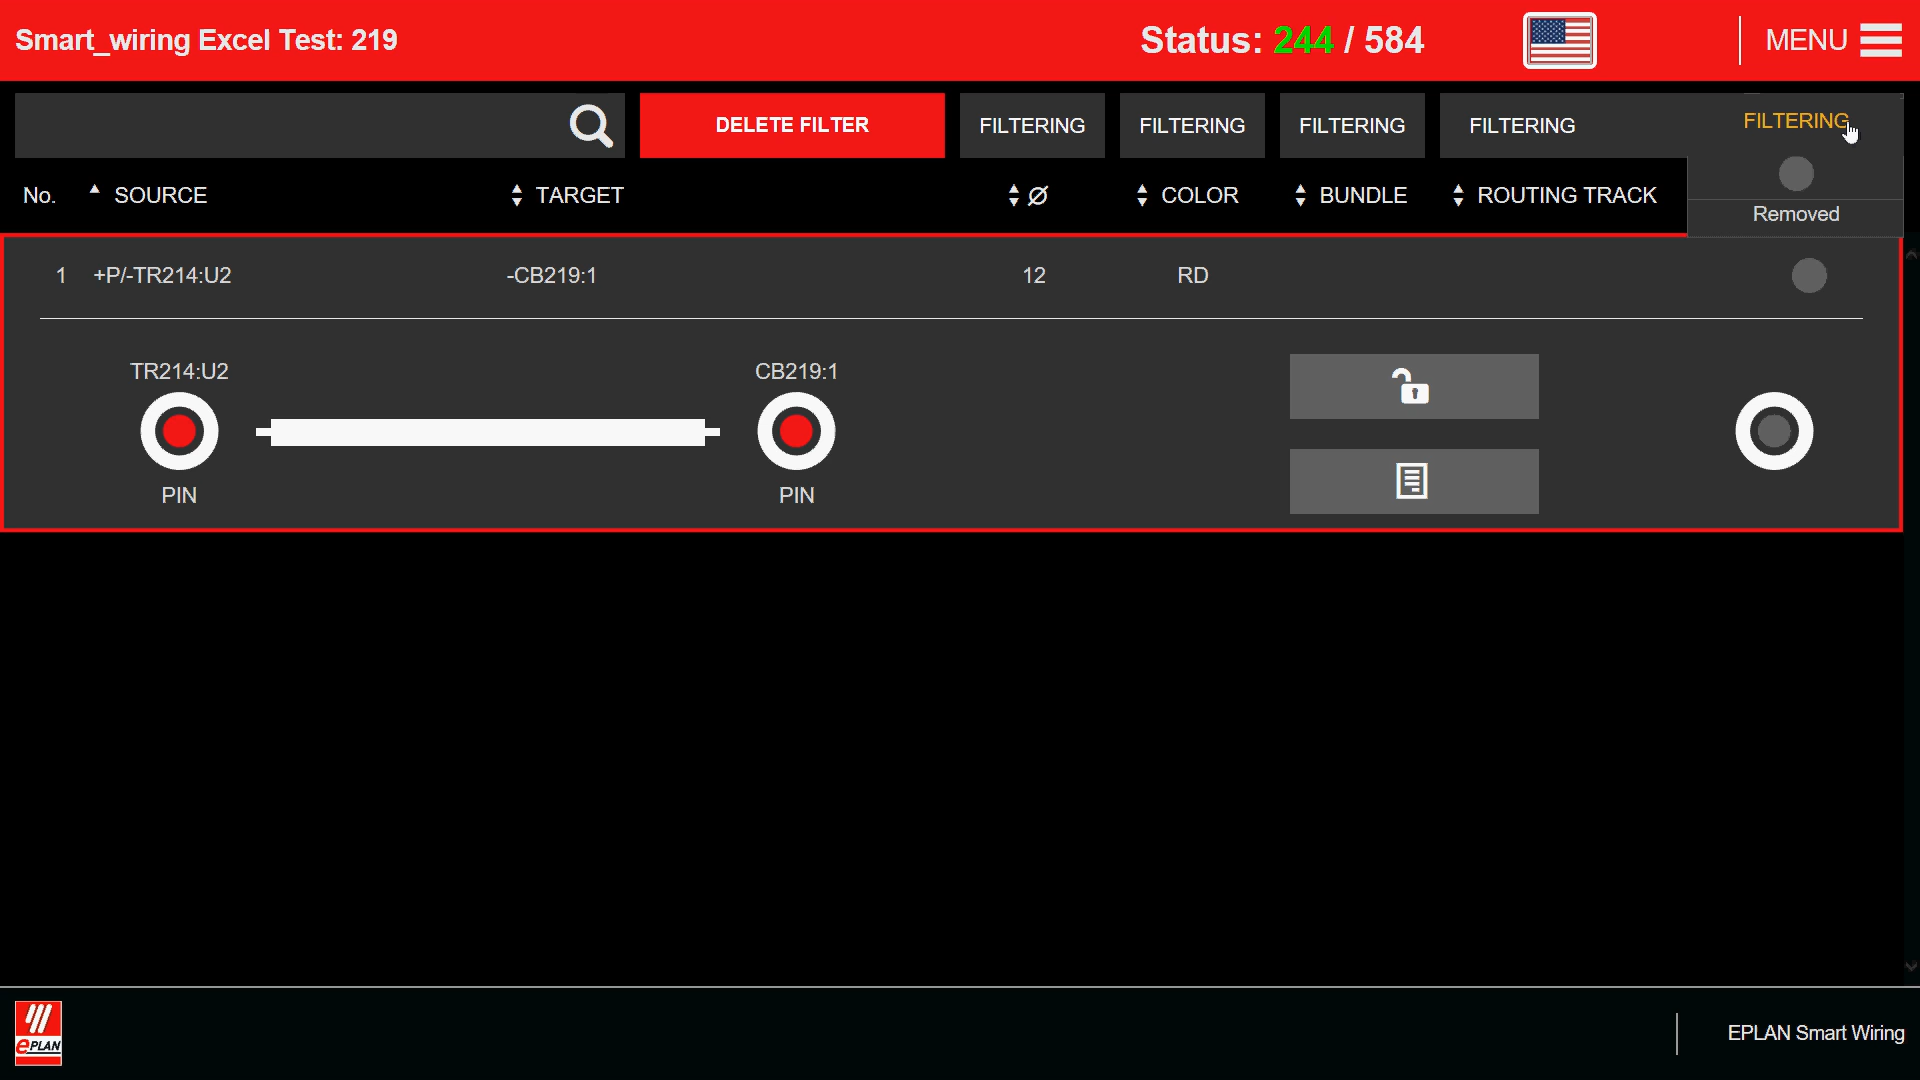 Smart_wiring Excel Test: 219
Status: 244 / 584
MENU
DELETE FILTER
FILTERING
FILTERING
FILTERING
FILTERING
FILTERING
No. SOURCE TARGET Ø COLOR BUNDLE ROUTING TRACK
Removed
1 +P/-TR214:U2 -CB219:1 12 RD
TR214:U2 CB219:1
PIN PIN
ePLAN
EPLAN Smart Wiring